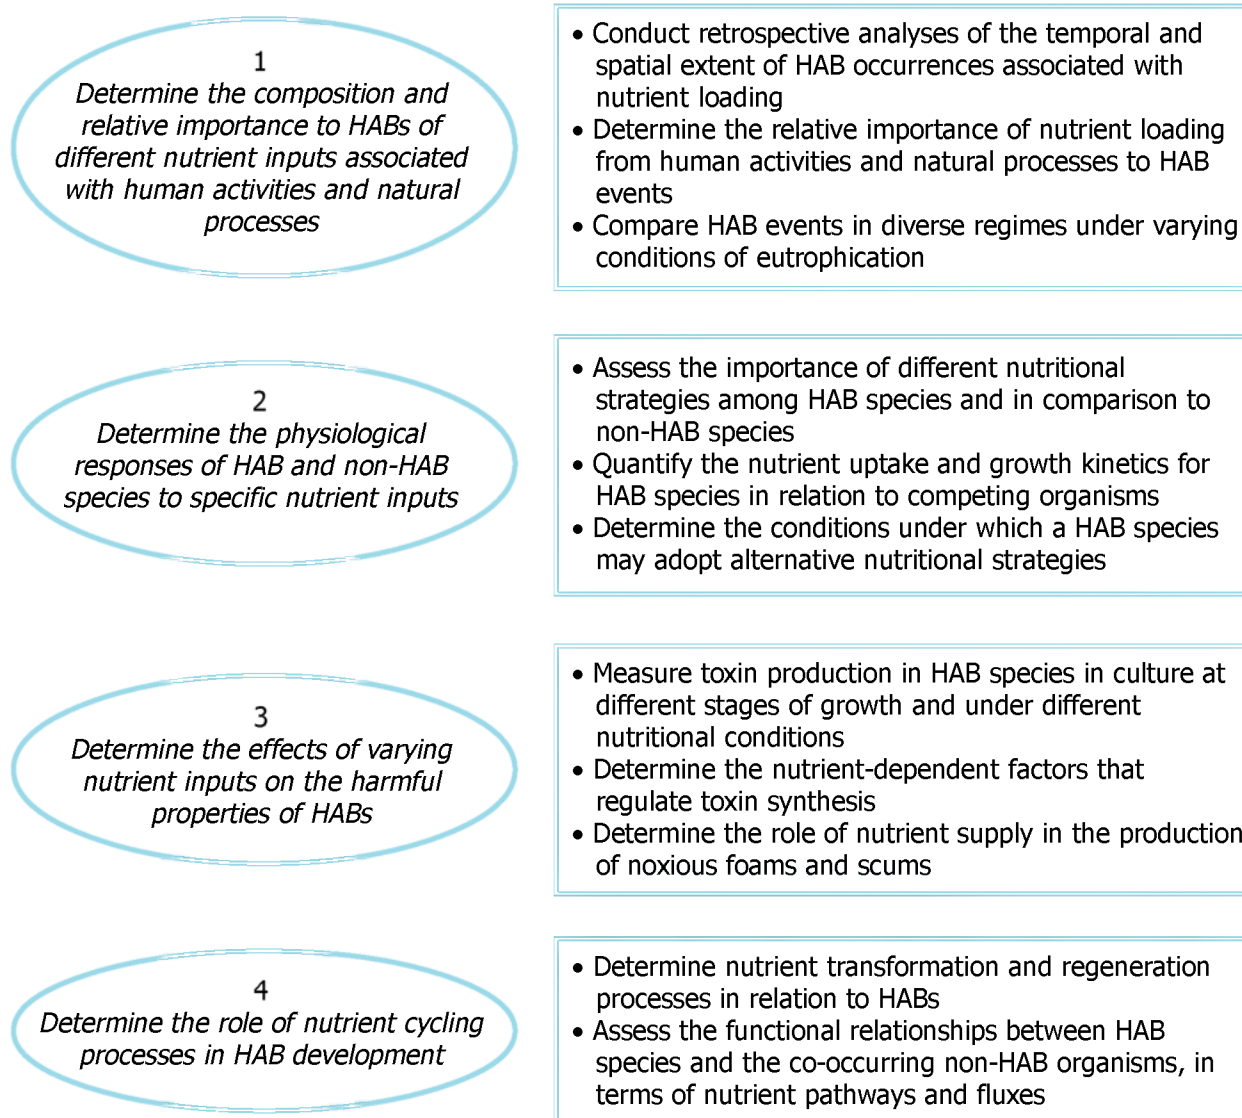 1
Determine the composition and
relative importance to HABs of
different nutrient inputs associated
with human activities and natural
processes
• Conduct retrospective analyses of the temporal and
spatial extent of HAB occurrences associated with
nutrient loading
• Determine the relative importance of nutrient loading
from human activities and natural processes to HAB
events
• Compare HAB events in diverse regimes under varying
conditions of eutrophication
2
Determine the physiological
responses of HAB and non-HAB
species to specific nutrient inputs
• Assess the importance of different nutritional
strategies among HAB species and in comparison to
non-HAB species
• Quantify the nutrient uptake and growth kinetics for
HAB species in relation to competing organisms
• Determine the conditions under which a HAB species
may adopt alternative nutritional strategies
3
Determine the effects of varying
nutrient inputs on the harmful
properties of HABs
• Measure toxin production in HAB species in culture at
different stages of growth and under different
nutritional conditions
• Determine the nutrient-dependent factors that
regulate toxin synthesis
• Determine the role of nutrient supply in the production
of noxious foams and scums
4
Determine the role of nutrient cycling
processes in HAB development
• Determine nutrient transformation and regeneration
processes in relation to HABs
• Assess the functional relationships between HAB
species and the co-occurring non-HAB organisms, in
terms of nutrient pathways and fluxes